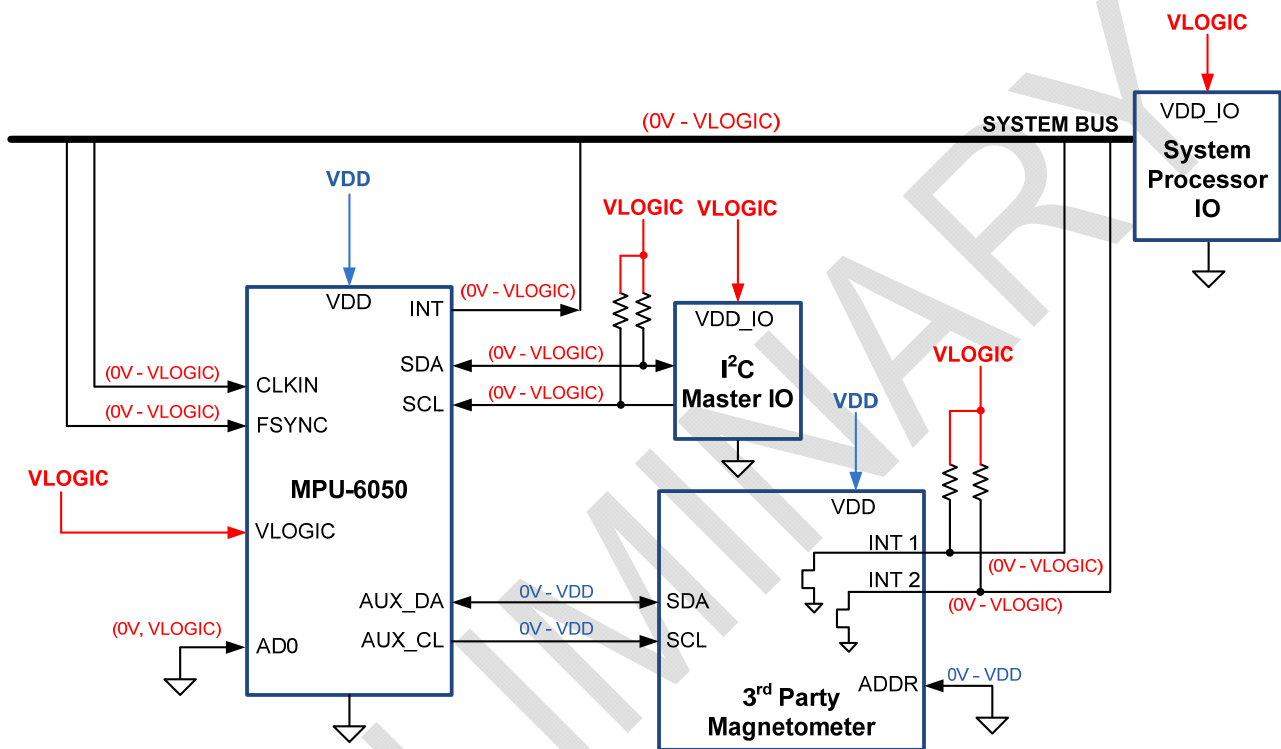 VLOGIC
VDD_IO
System
Processor
IO
(0V - VLOGIC)
SYSTEM BUS
VDD
VLOGIC VLOGIC
VDD
INT
(0V - VLOGIC)
SDA
(0V - VLOGIC)
SCL
(0V - VLOGIC)
VDD_IO
I²C
Master IO
(0V - VLOGIC)
CLKIN
(0V - VLOGIC)
FSYNC
VLOGIC
MPU-6050
VLOGIC
VLOGIC
VDD
VDD
INT 1
(0V - VLOGIC)
INT 2
(0V - VLOGIC)
AUX_DA
0V - VDD
SDA
AUX_CL
0V - VDD
SCL
(0V, VLOGIC)
AD0
ADDR
0V - VDD
3rd Party
Magnetometer
LIMINARY